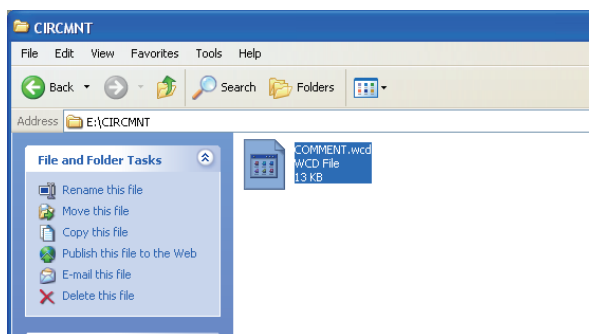 CIRCMNT
File Edit View Favorites Tools Help
Back Search Folders
Address E:\CIRCMNT
File and Folder Tasks
Rename this file
Move this file
Copy this file
Publish this file to the Web
E-mail this file
Delete this file
COMMENT.wcd
WCD File
13 KB